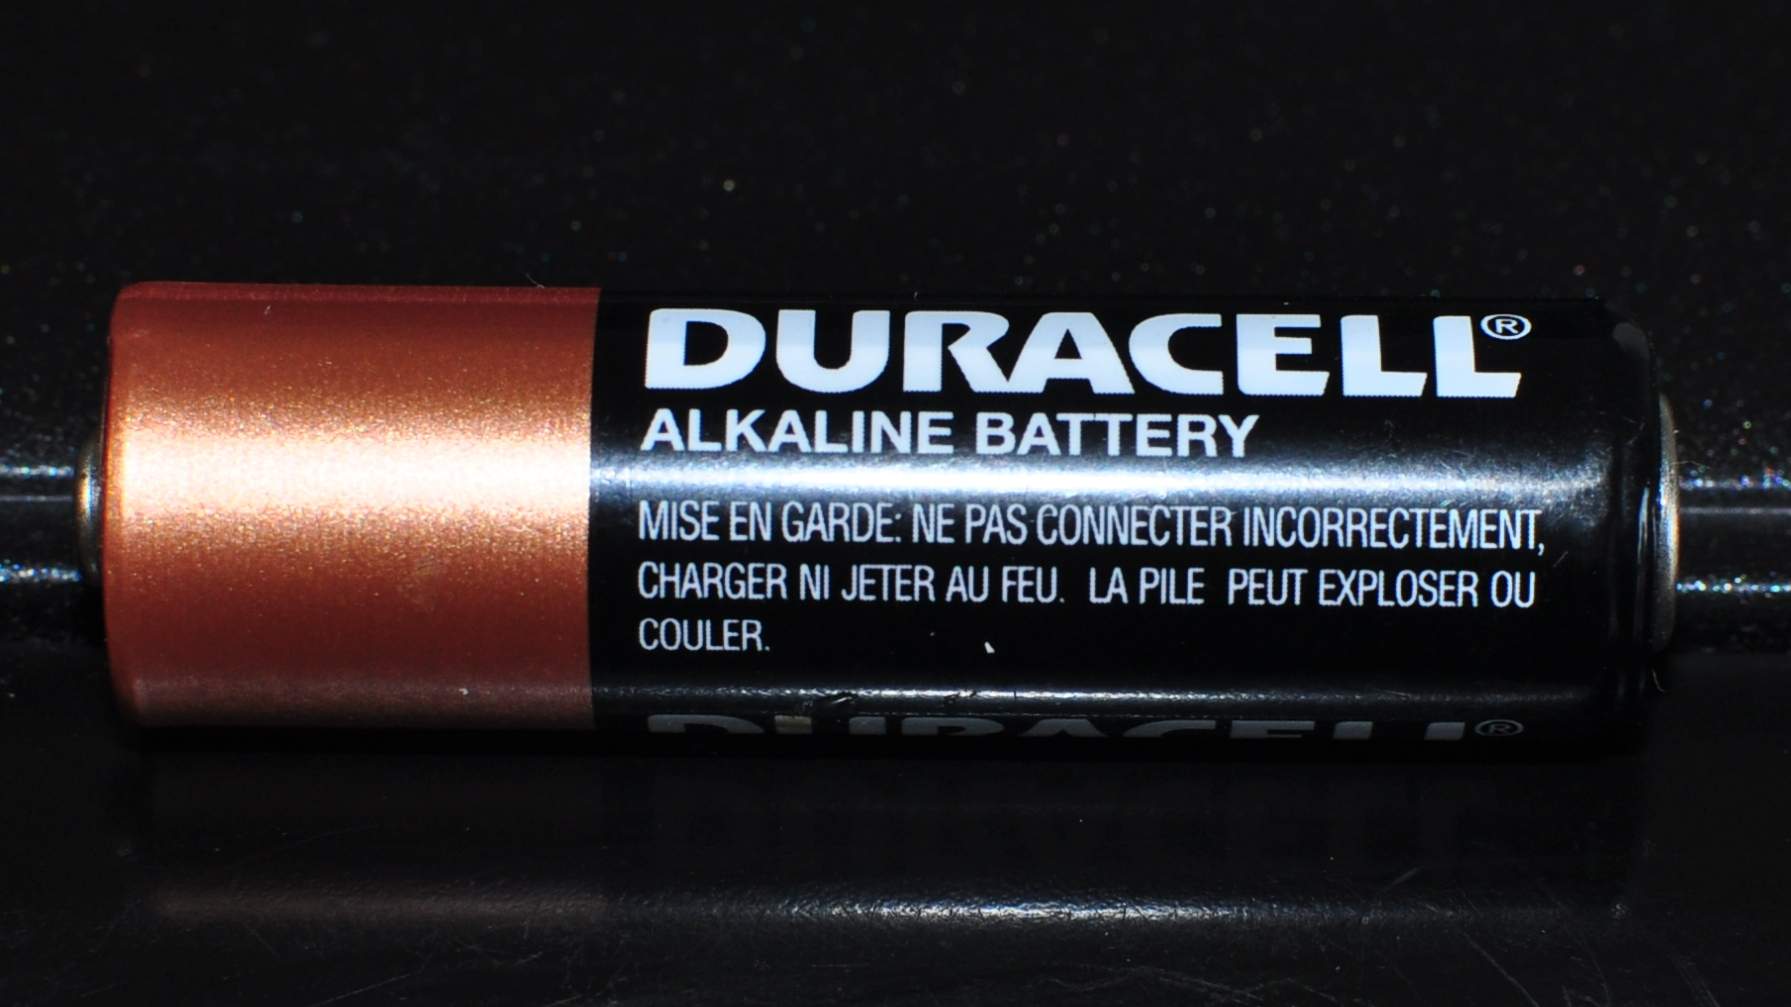 DURACELL®
ALKALINE BATTERY
MISE EN GARDE: NE PAS CONNECTER INCORRECTEMENT,
CHARGER NI JETER AU FEU. LA PILE PEUT EXPLOSER OU
COULER.
DURACELL®